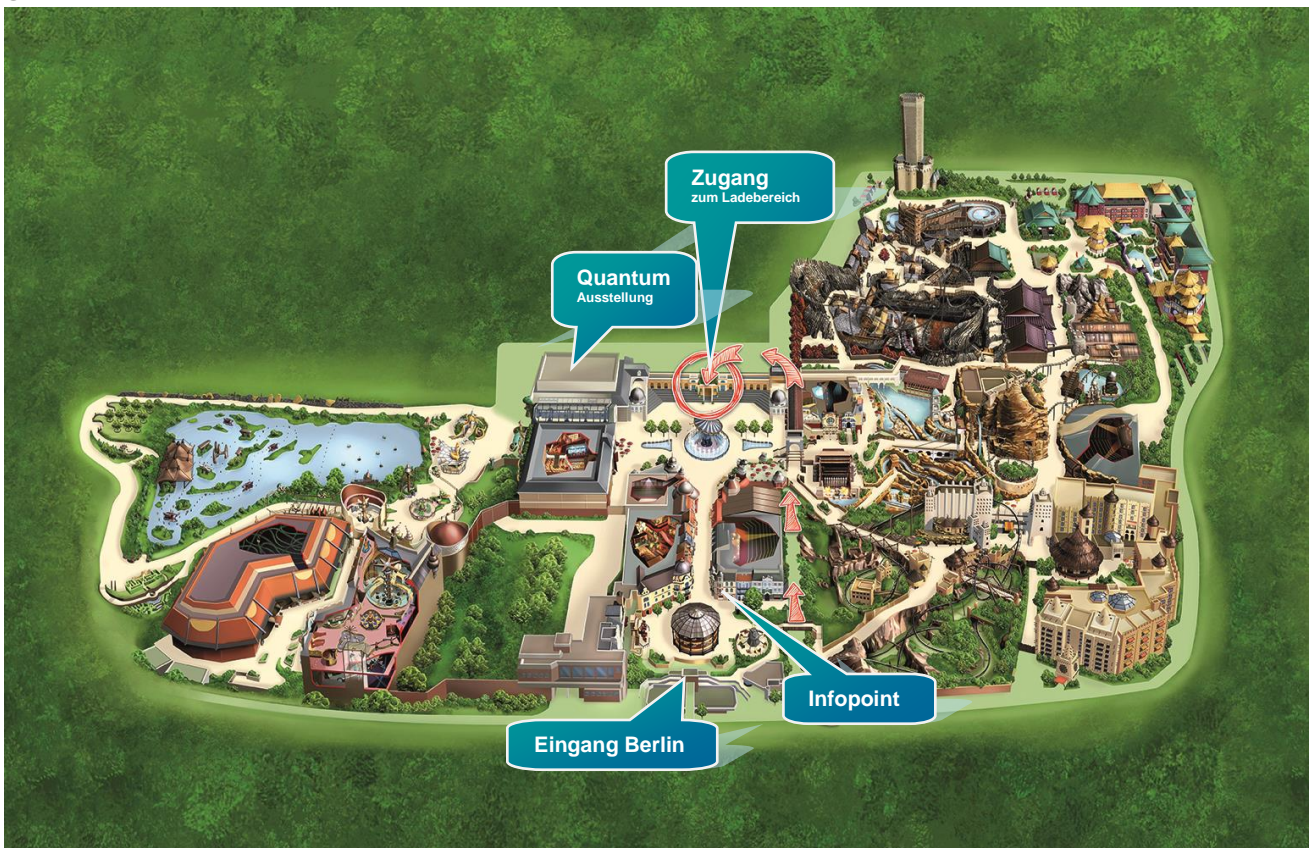 Zugang
zum Ladebereich
Quantum
Ausstellung
Infopoint
Eingang Berlin